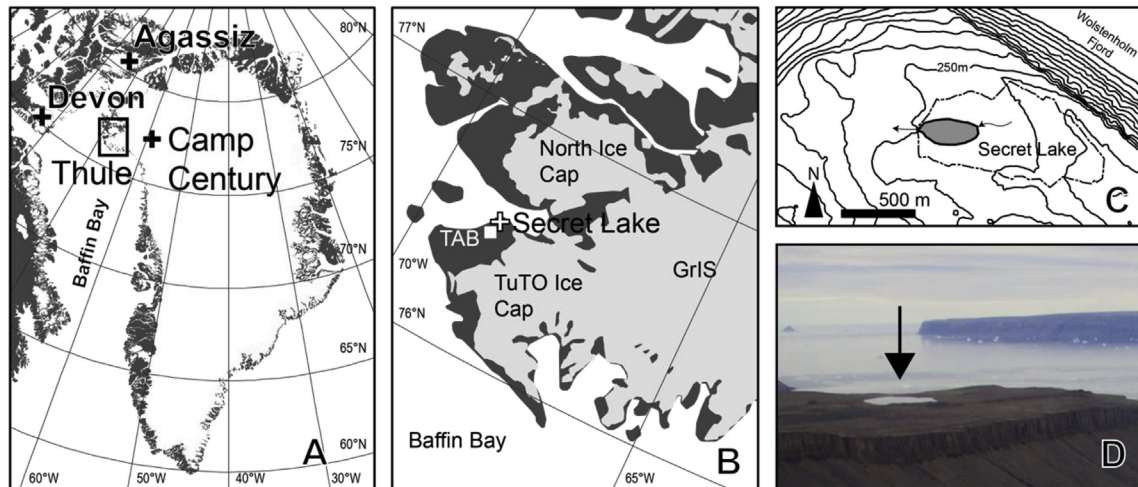 Agassiz
Devon
Camp
Century
Thule
Baffin Bay
80°N
75°N
70°N
65°N
60°N
60°W
50°W
40°W
30°W
A
77°N
North Ice
Cap
Secret Lake
TAB
70°W
TuTO Ice
Cap
GrIS
76°N
Baffin Bay
65°W
B
Wolstenholm
Fjord
250m
Secret Lake
N
500 m
C
D